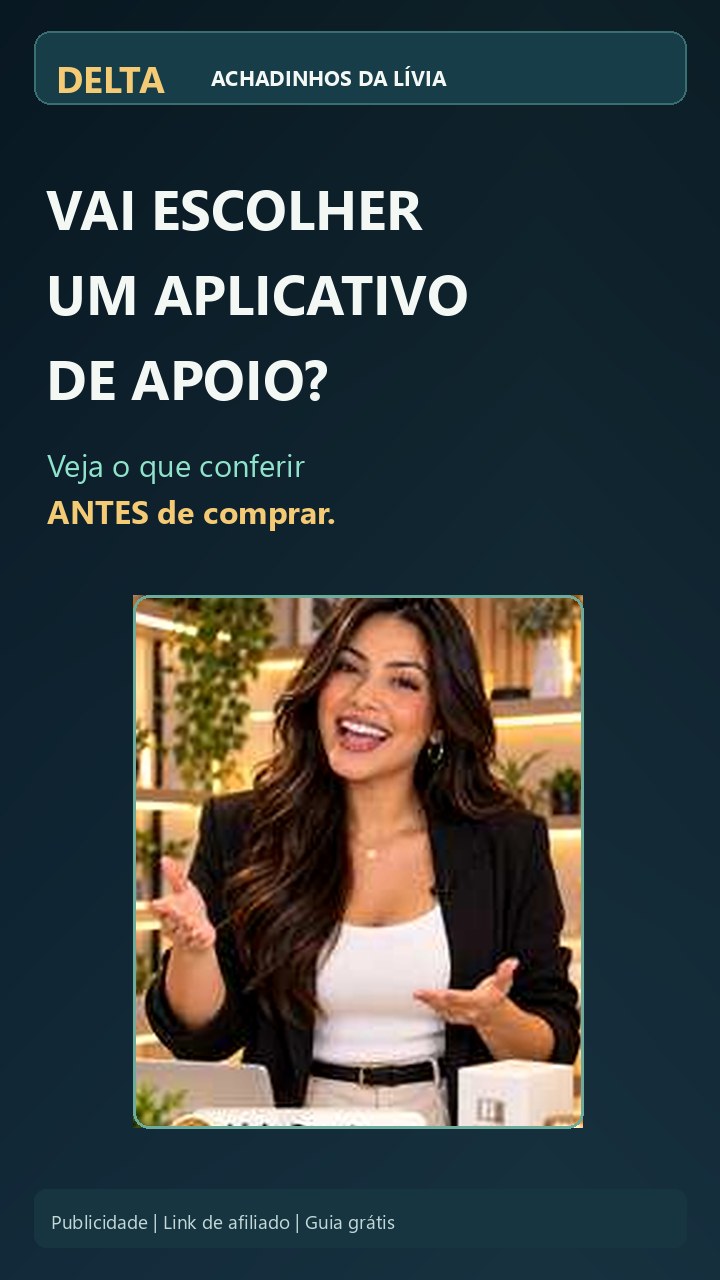 DELTA ACHADINHOS DA LÍVIA
VAI ESCOLHER
UM APLICATIVO
DE APOIO?
Veja o que conferir
ANTES de comprar.
Publicidade | Link de afiliado | Guia grátis